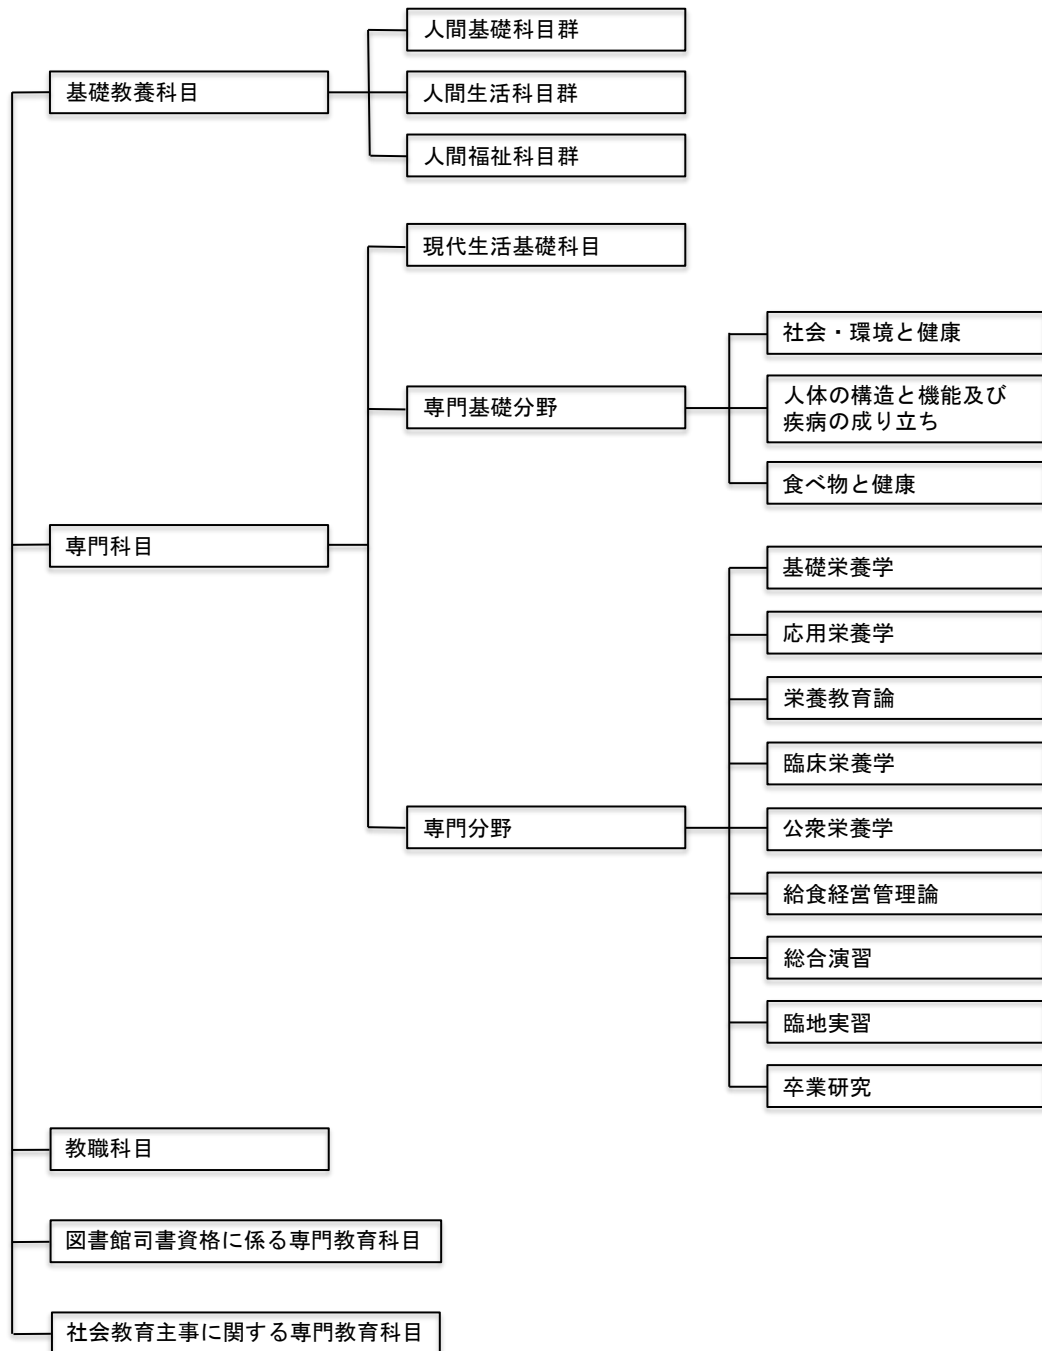 人間基礎科目群
基礎教養科目
人間生活科目群
人間福祉科目群
現代生活基礎科目
社会・環境と健康
専門基礎分野
人体の構造と機能及び
疾病の成り立ち
食べ物と健康
専門科目
基礎栄養学
応用栄養学
栄養教育論
臨床栄養学
専門分野
公衆栄養学
給食経営管理論
総合演習
臨地実習
卒業研究
教職科目
図書館司書資格に係る専門教育科目
社会教育主事に関する専門教育科目